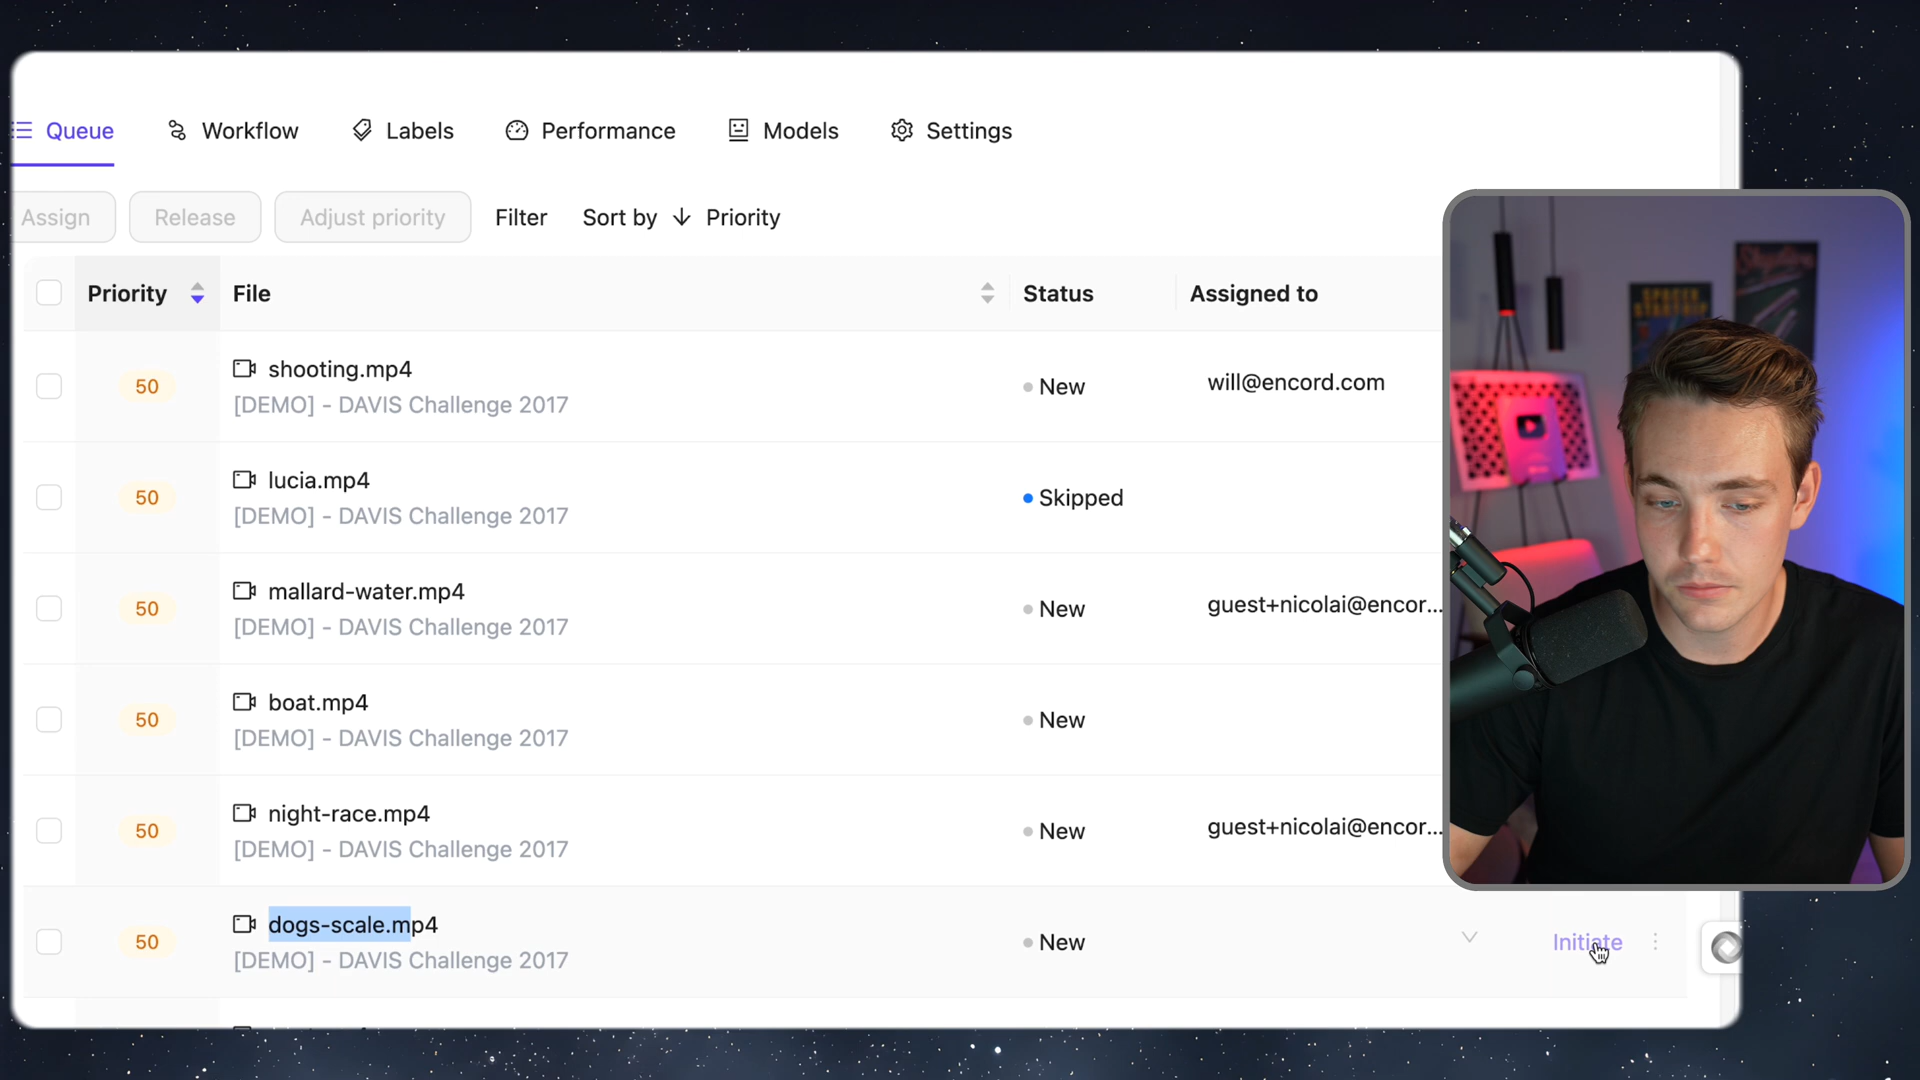 Queue Workflow Labels Performance Models Settings
Assign Release Adjust priority Filter Sort by Priority
Priority File Status Assigned to
50 shooting.mp4 New will@encord.com
[DEMO] - DAVIS Challenge 2017
50 lucia.mp4 Skipped
[DEMO] - DAVIS Challenge 2017
50 mallard-water.mp4 New guest+nicolai@encor...
[DEMO] - DAVIS Challenge 2017
50 boat.mp4 New
[DEMO] - DAVIS Challenge 2017
50 night-race.mp4 New guest+nicolai@encor...
[DEMO] - DAVIS Challenge 2017
50 dogs-scale.mp4 New Initiate
[DEMO] - DAVIS Challenge 2017